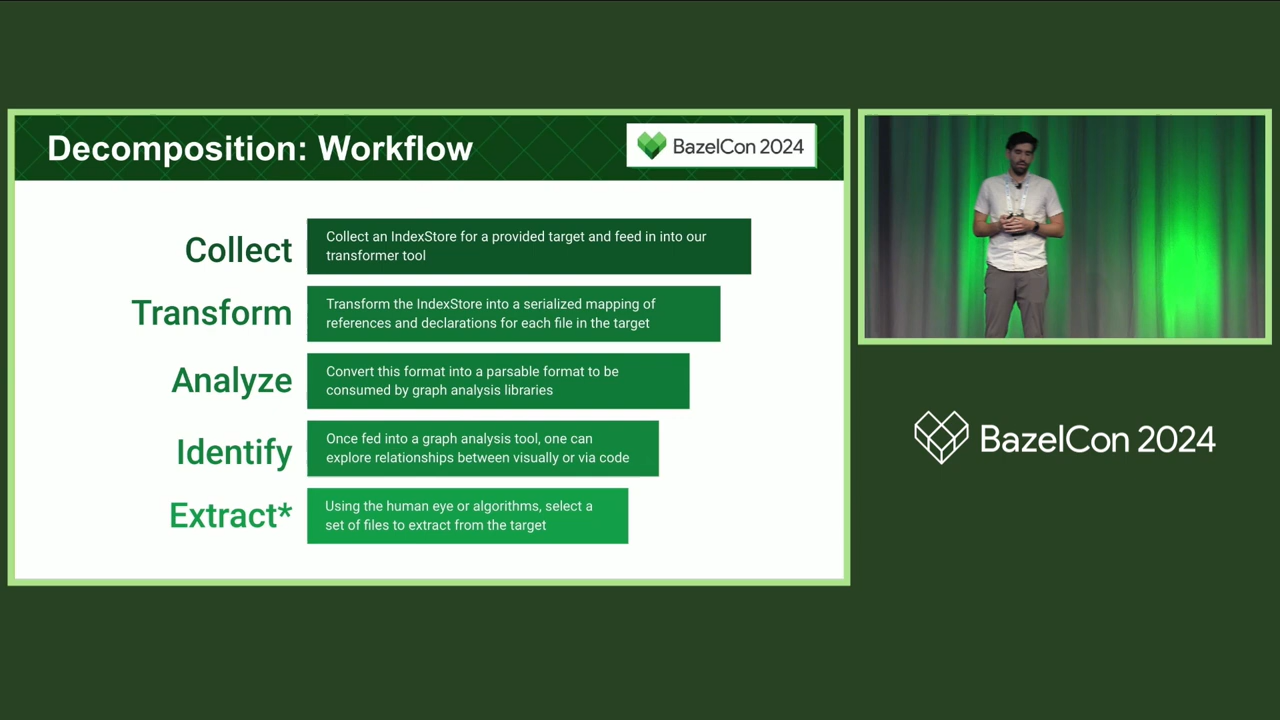 Decomposition: Workflow
BazelCon 2024
Collect
Collect an IndexStore for a provided target and feed in into our
transformer tool
Transform
Transform the IndexStore into a serialized mapping of
references and declarations for each file in the target
Analyze
Convert this format into a parsable format to be
consumed by graph analysis libraries
Identify
Once fed into a graph analysis tool, one can
explore relationships between visually or via code
Extract*
Using the human eye or algorithms, select a
set of files to extract from the target
BazelCon 2024